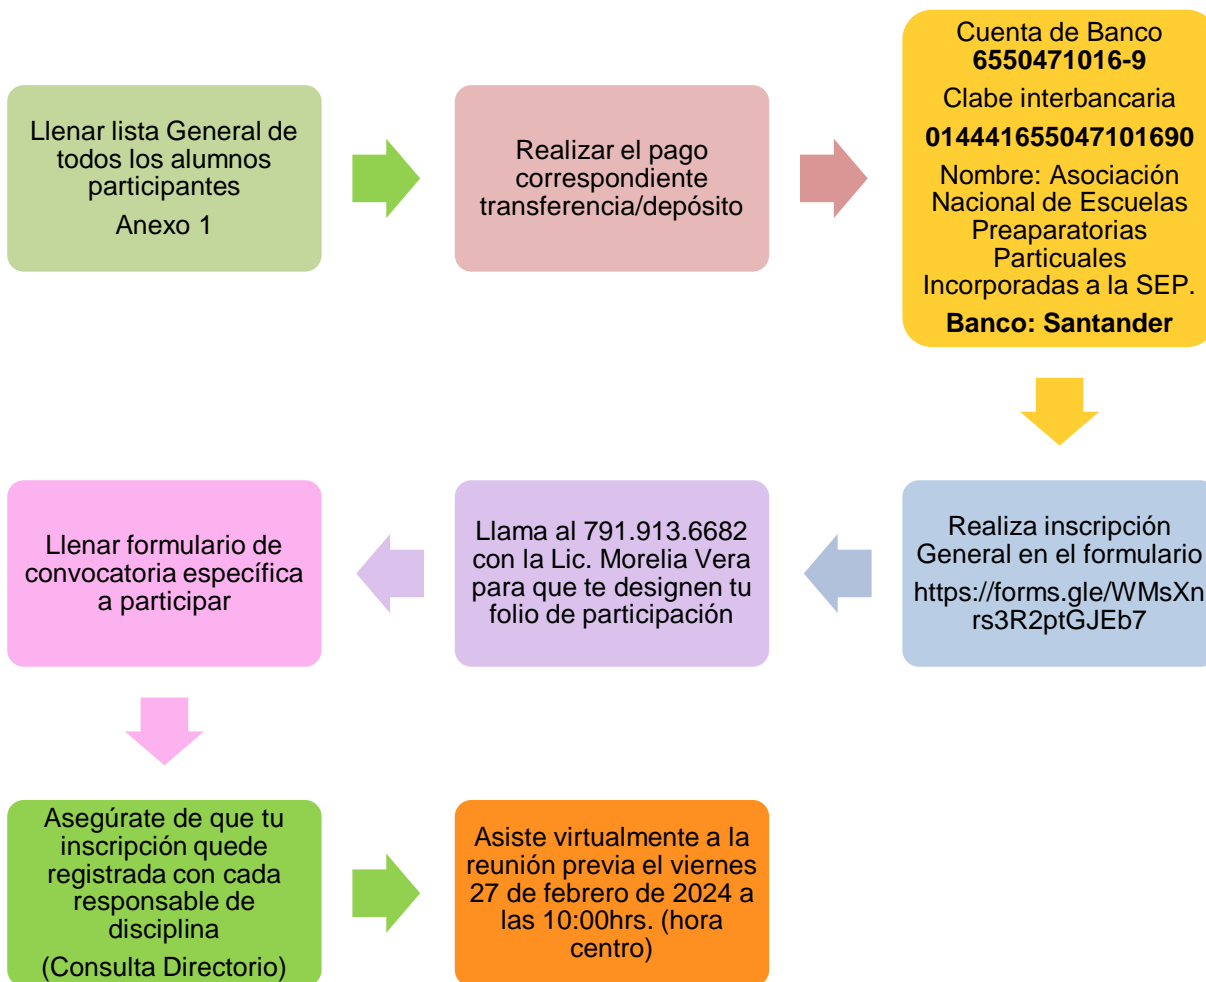 Llenar lista General de
todos los alumnos
participantes
Anexo 1
Realizar el pago
correspondiente
transferencia/depósito
Cuenta de Banco
6550471016-9
Clabe interbancaria
014441655047101690
Nombre: Asociación
Nacional de Escuelas
Preaparatorias
Particuales
Incorporadas a la SEP.
Banco: Santander
Realiza inscripción
General en el formulario
https://forms.gle/WMsXn
rs3R2ptGJEb7
Llama al 791.913.6682
con la Lic. Morelia Vera
para que te designen tu
folio de participación
Llenar formulario de
convocatoria específica
a participar
Asegúrate de que tu
inscripción quede
registrada con cada
responsable de
disciplina
(Consulta Directorio)
Asiste virtualmente a la
reunión previa el viernes
27 de febrero de 2024 a
las 10:00hrs. (hora
centro)